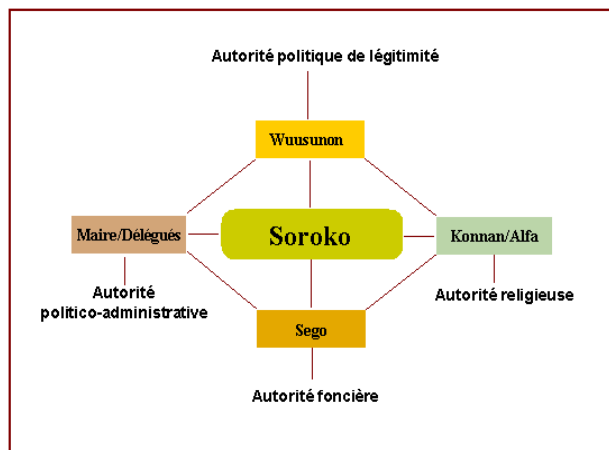 Autorité politique de légitimité
Wuusunon
Maire/Délégués
Soroko
Konnan/Alfa
Autorité
politico-administrative
Autorité religieuse
Sego
Autorité foncière